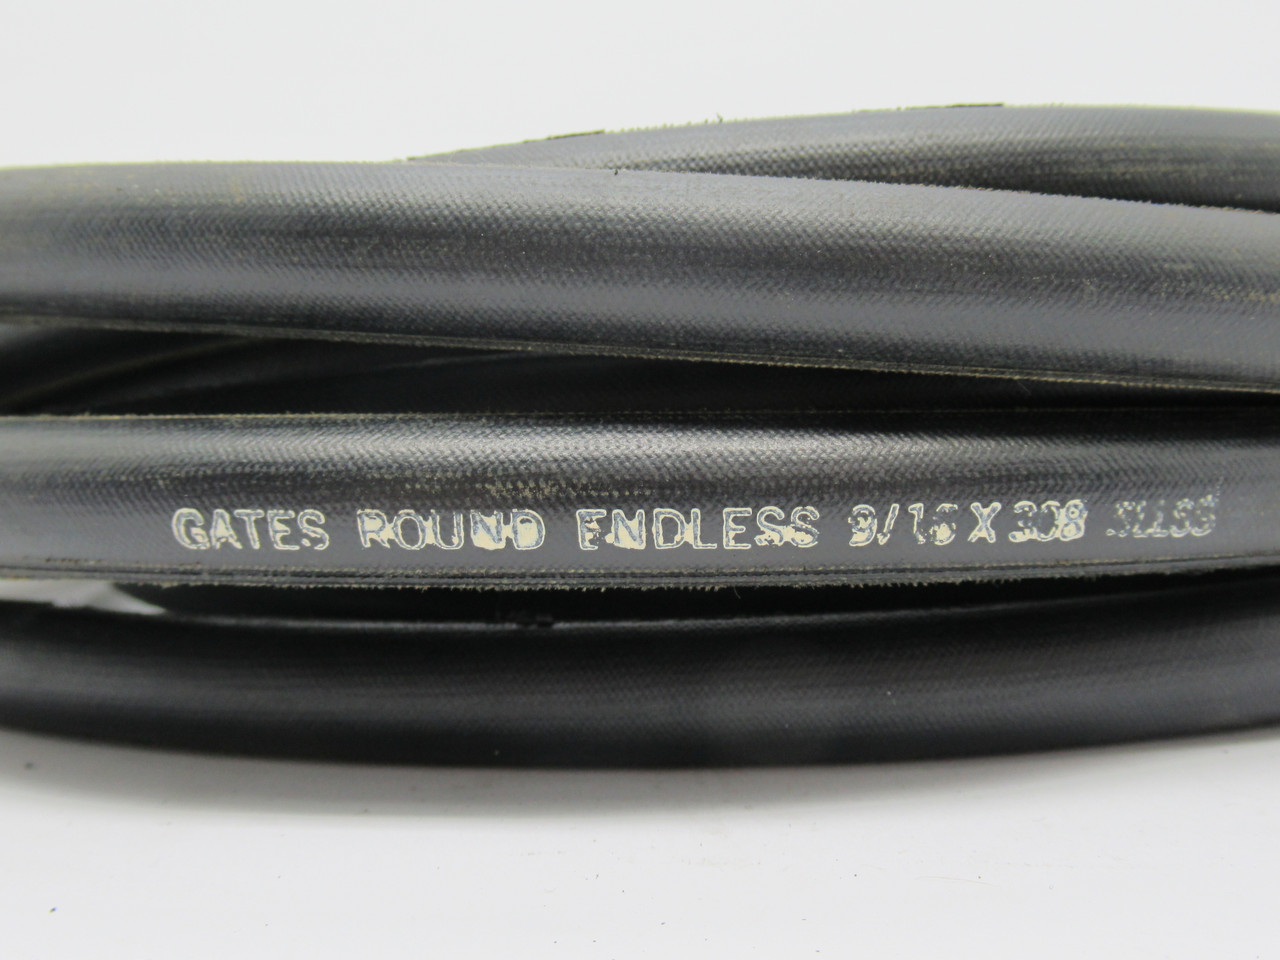 GATES ROUND ENDLESS 9/16 X 308